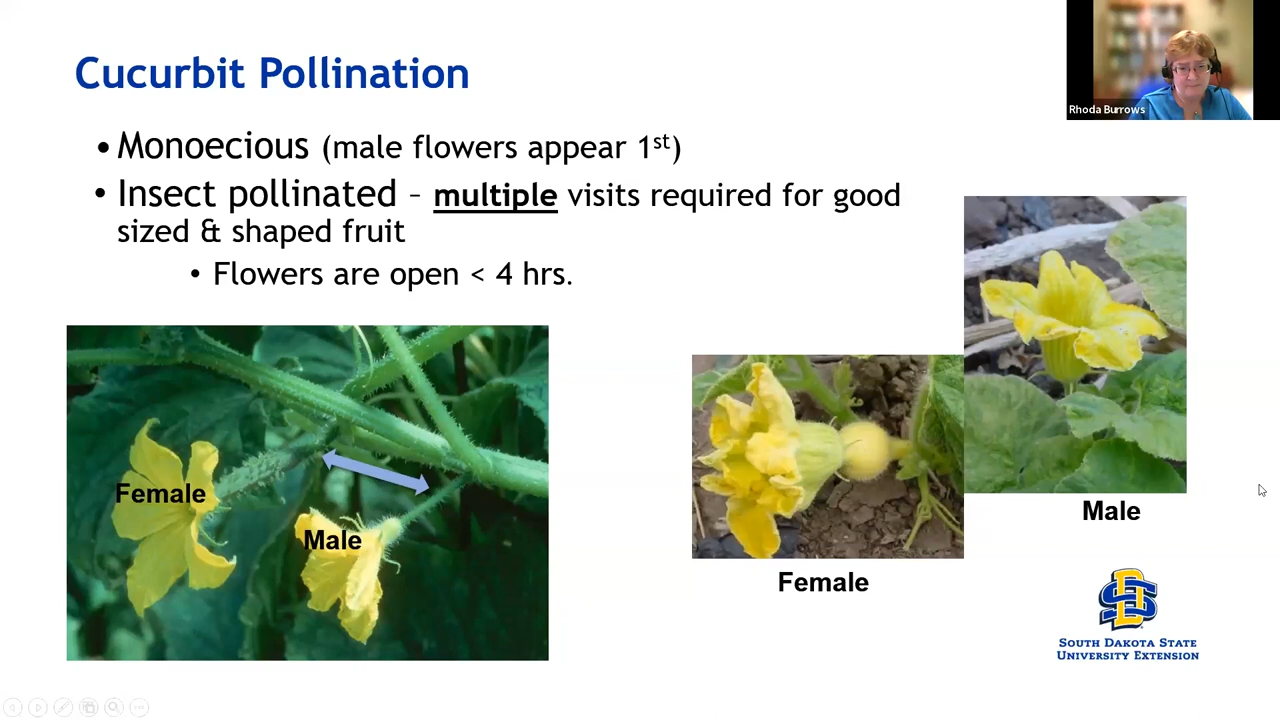 Cucurbit Pollination
Rhoda Burrows
• Monoecious (male flowers appear 1st)
• Insect pollinated – multiple visits required for good
sized & shaped fruit
• Flowers are open < 4 hrs.
Female
Male
Female
Male
SOUTH DAKOTA STATE
UNIVERSITY EXTENSION